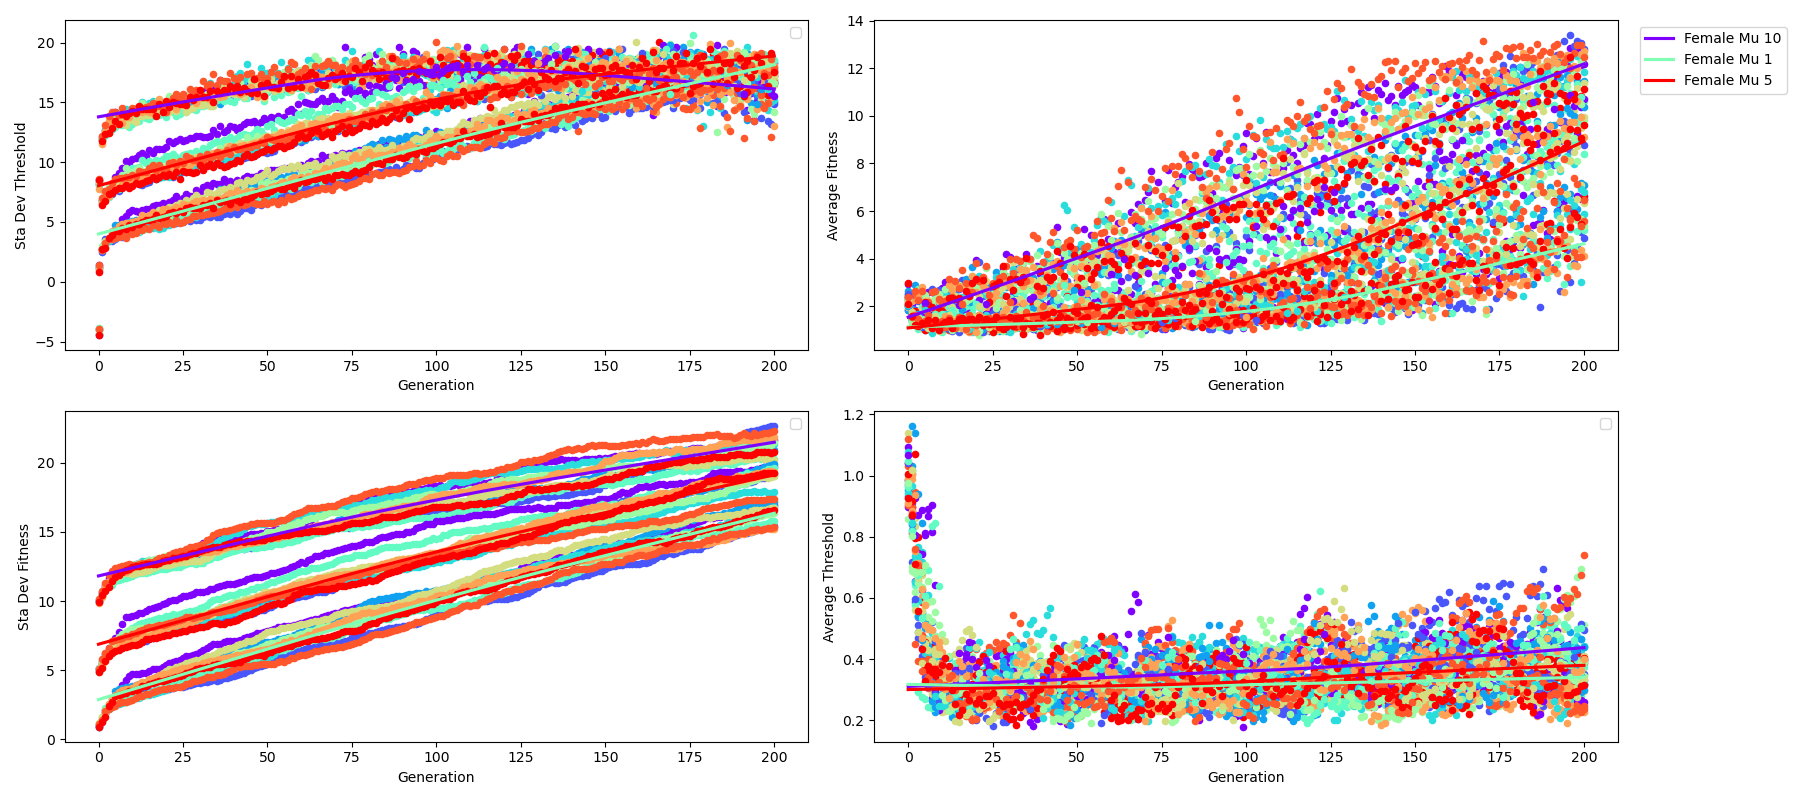 20
15
10
5
0
−5
Sta Dev Threshold
0 25 50 75 100 125 150 175 200
Generation
14
12
10
8
6
4
2
Average Fitness
0 25 50 75 100 125 150 175 200
Generation
Female Mu 10
Female Mu 1
Female Mu 5
20
15
10
5
0
Sta Dev Fitness
0 25 50 75 100 125 150 175 200
Generation
1.2
1.0
0.8
0.6
0.4
0.2
Average Threshold
0 25 50 75 100 125 150 175 200
Generation